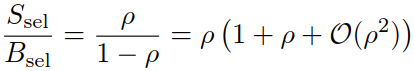 S_sel / B_sel = ρ / (1 − ρ) = ρ (1 + ρ + 𝒪(ρ²))